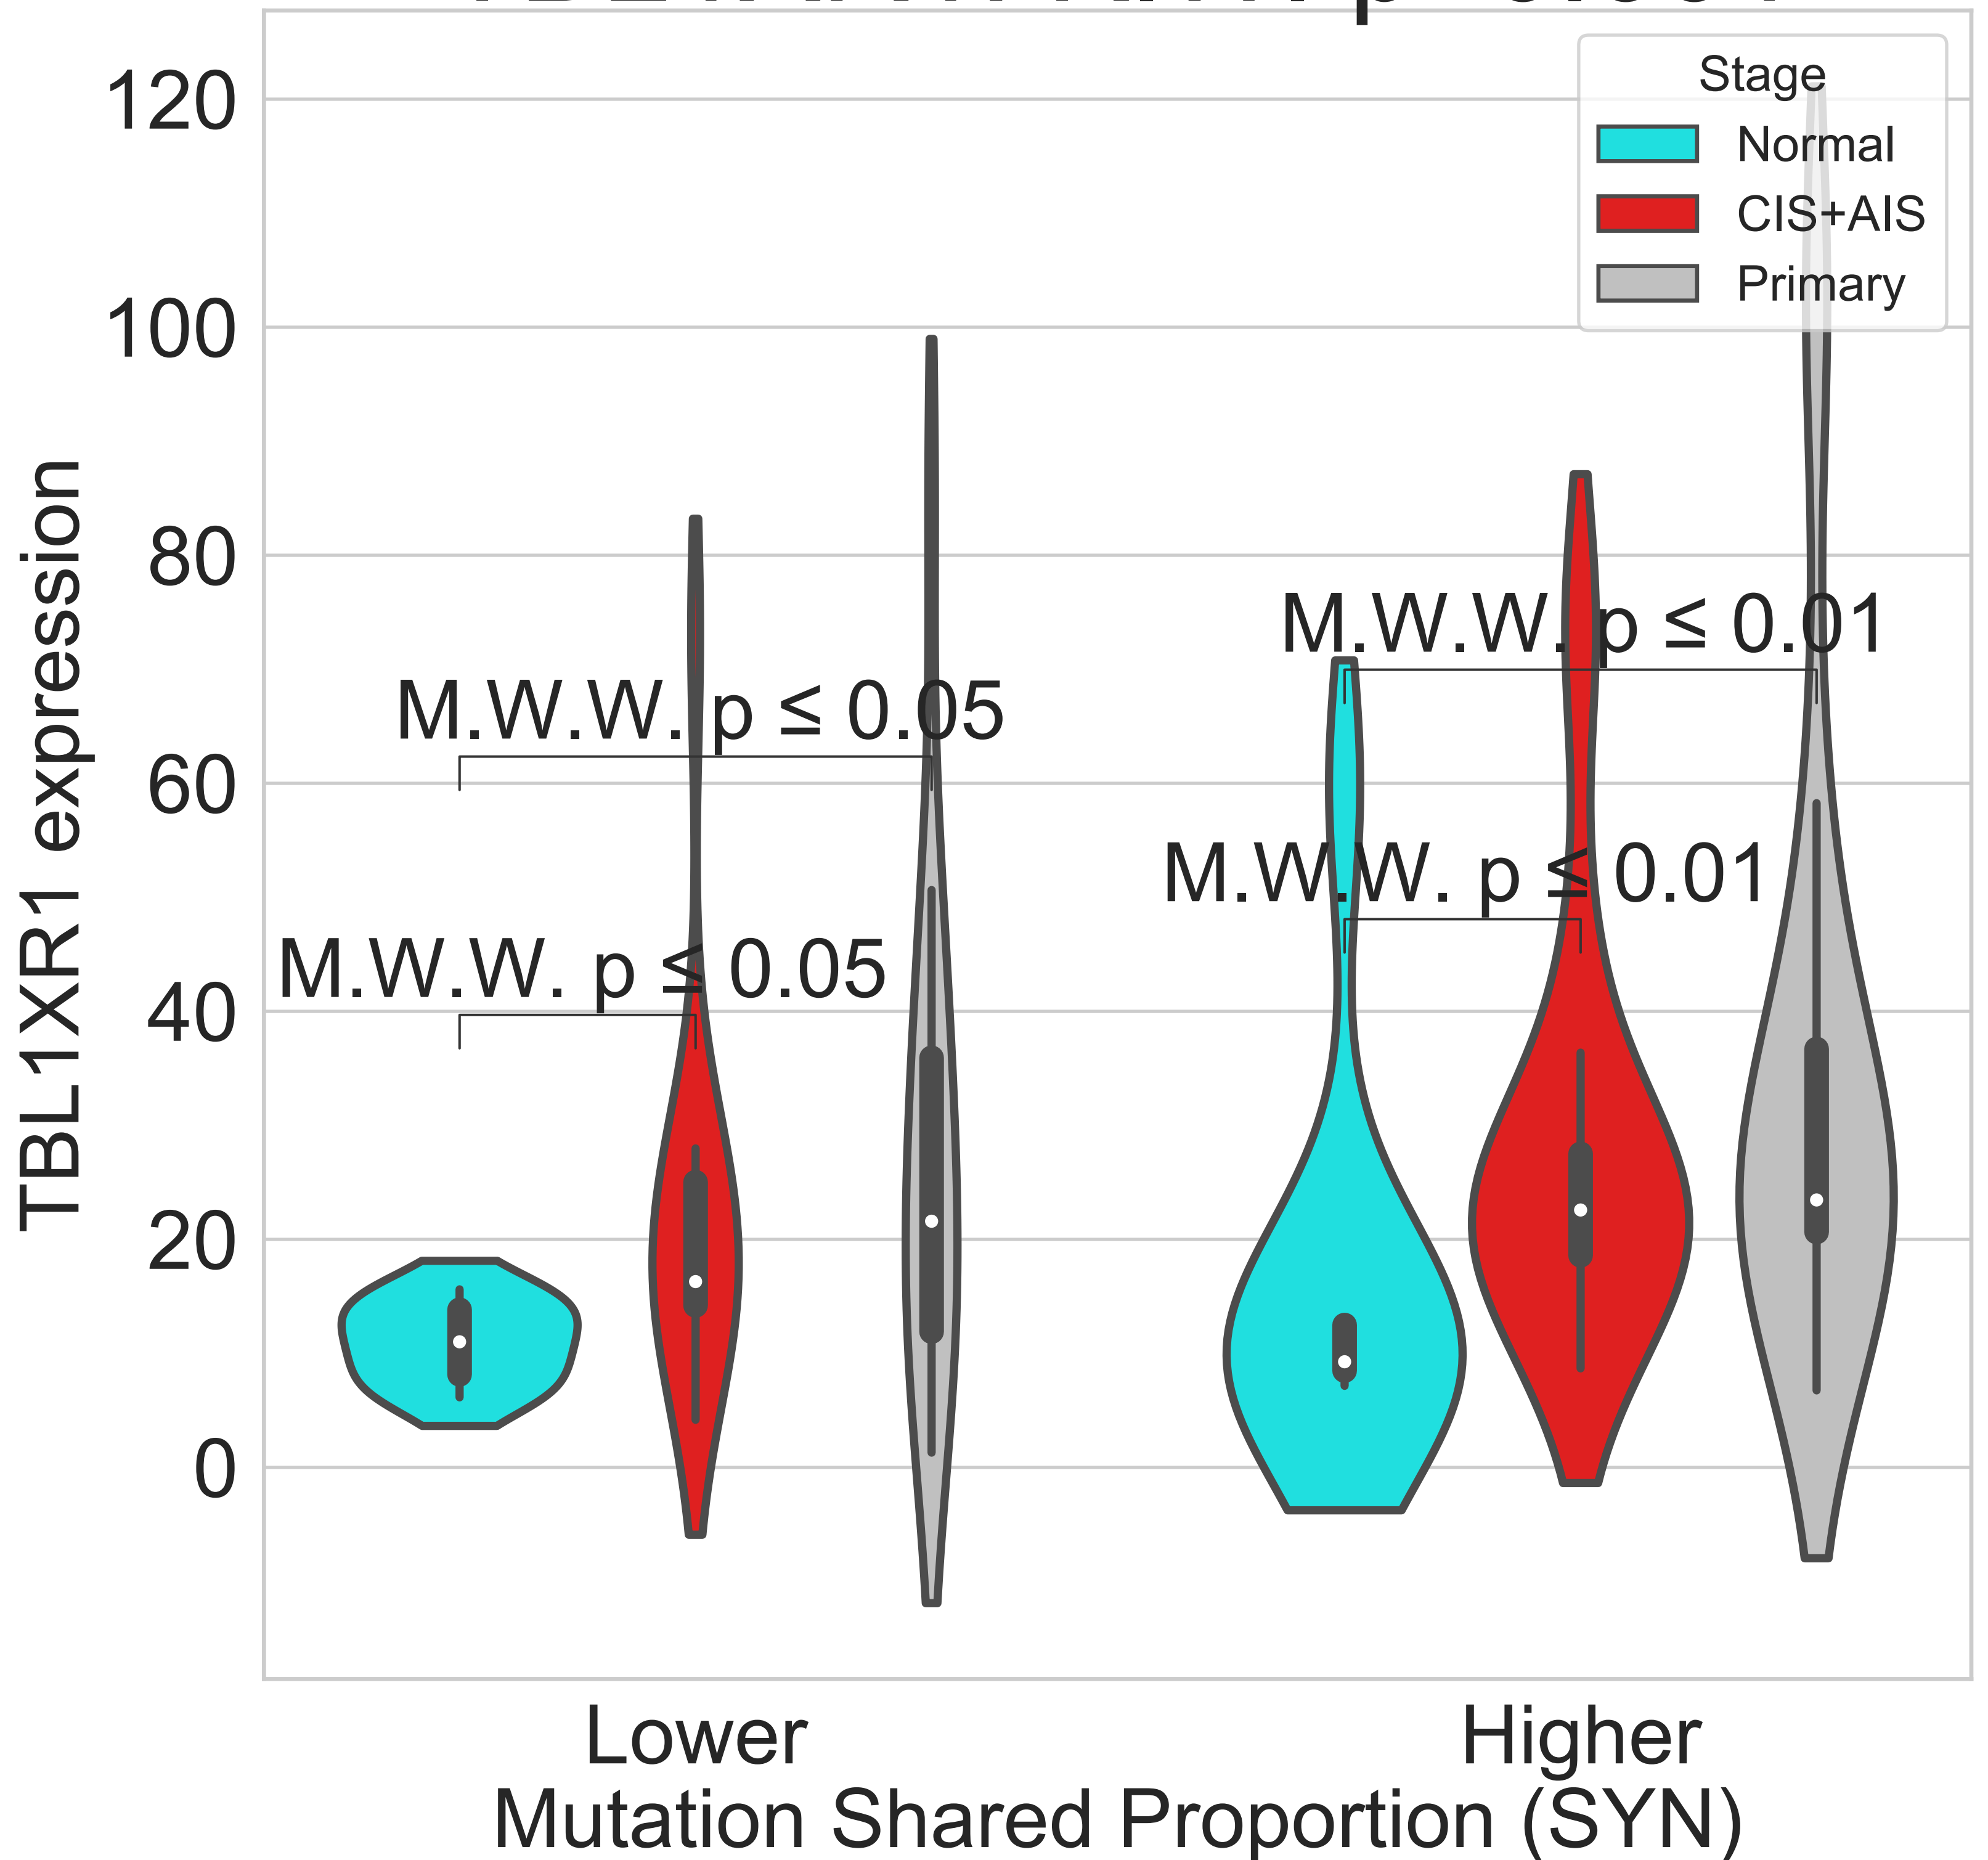 Stage
Normal
CIS+AIS
Primary
120
100
80
60
40
20
0
TBL1XR1 expression
M.W.W. p ≤ 0.01
M.W.W. p ≤ 0.05
M.W.W. p ≤ 0.01
M.W.W. p ≤ 0.05
Lower
Higher
Mutation Shared Proportion (SYN)